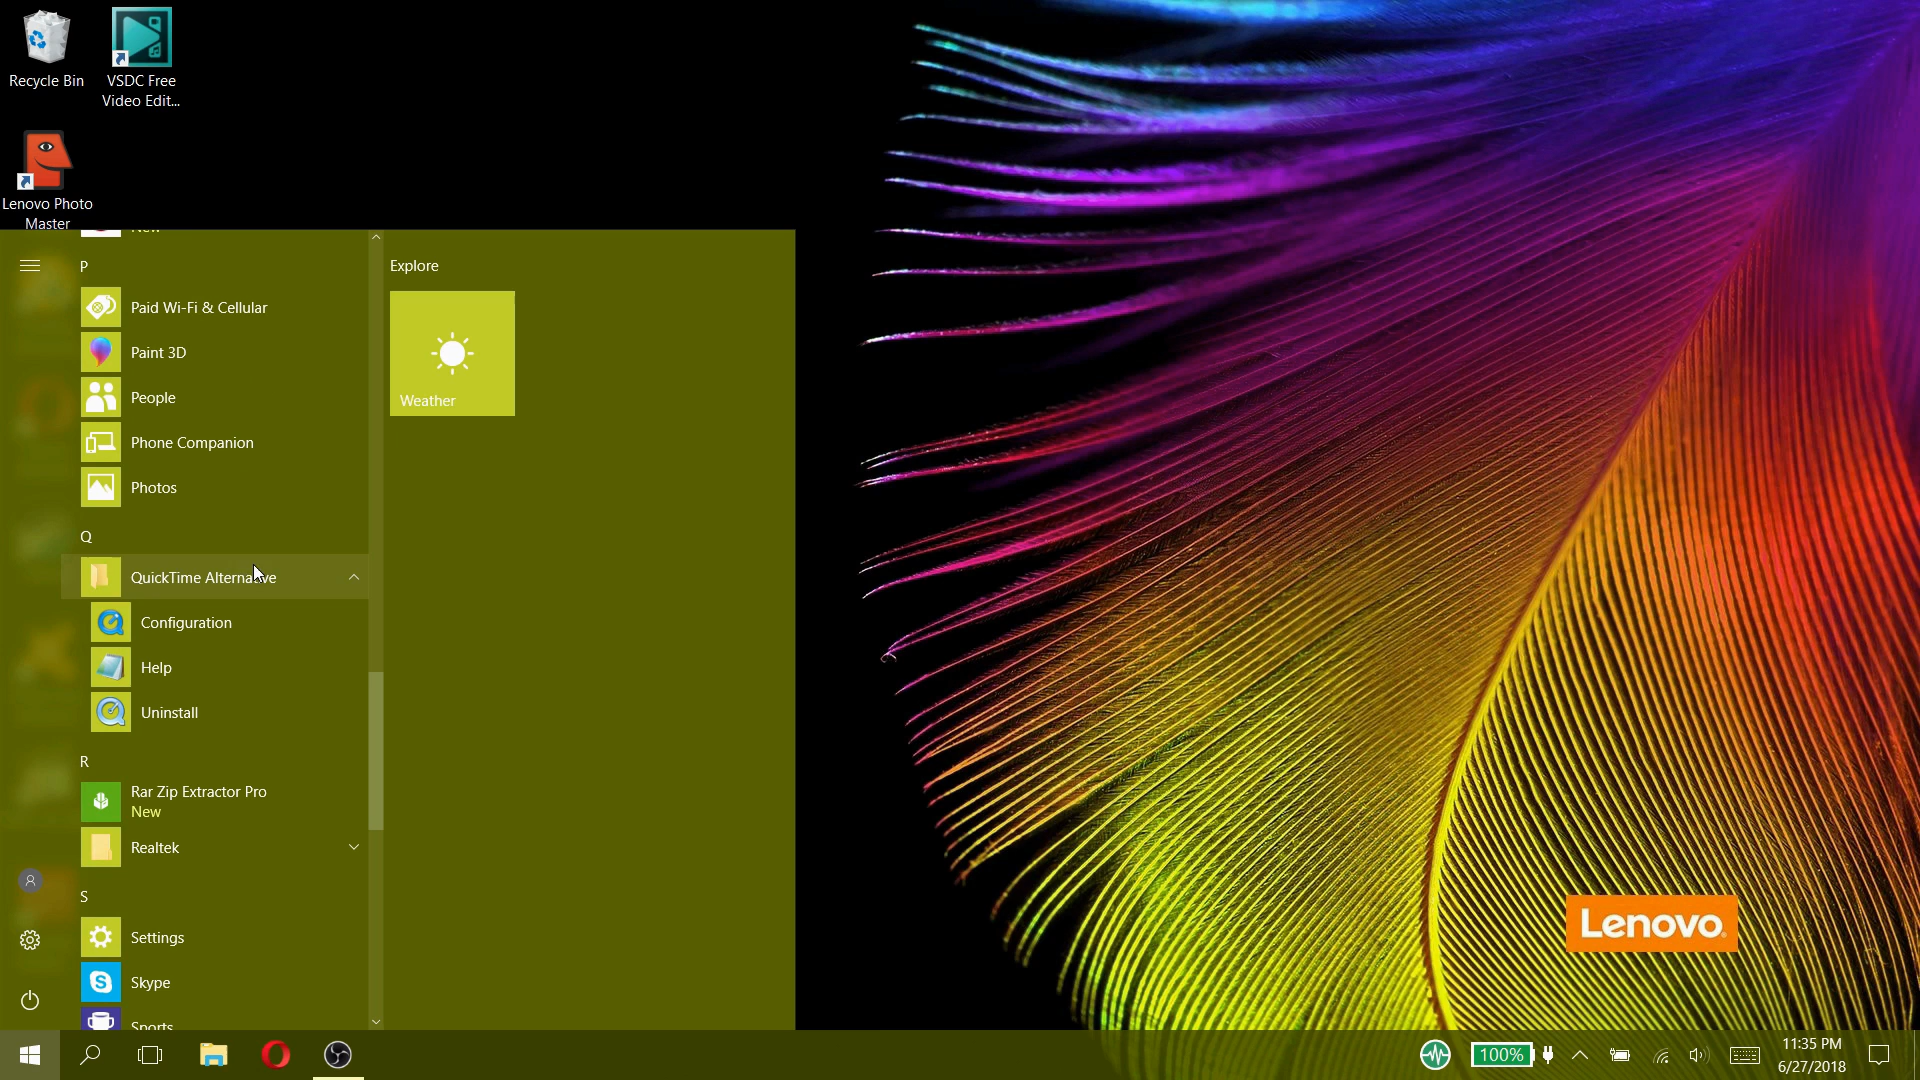 Recycle Bin
VSDC Free
Video Edit...
Lenovo Photo
Master
New
P
Paid Wi-Fi & Cellular
Paint 3D
People
Phone Companion
Photos
Q
QuickTime Alternative
Configuration
Help
Uninstall
R
Rar Zip Extractor Pro
New
Realtek
S
Settings
Skype
Sports
Explore
Weather
Lenovo.
100%
11:35 PM
6/27/2018